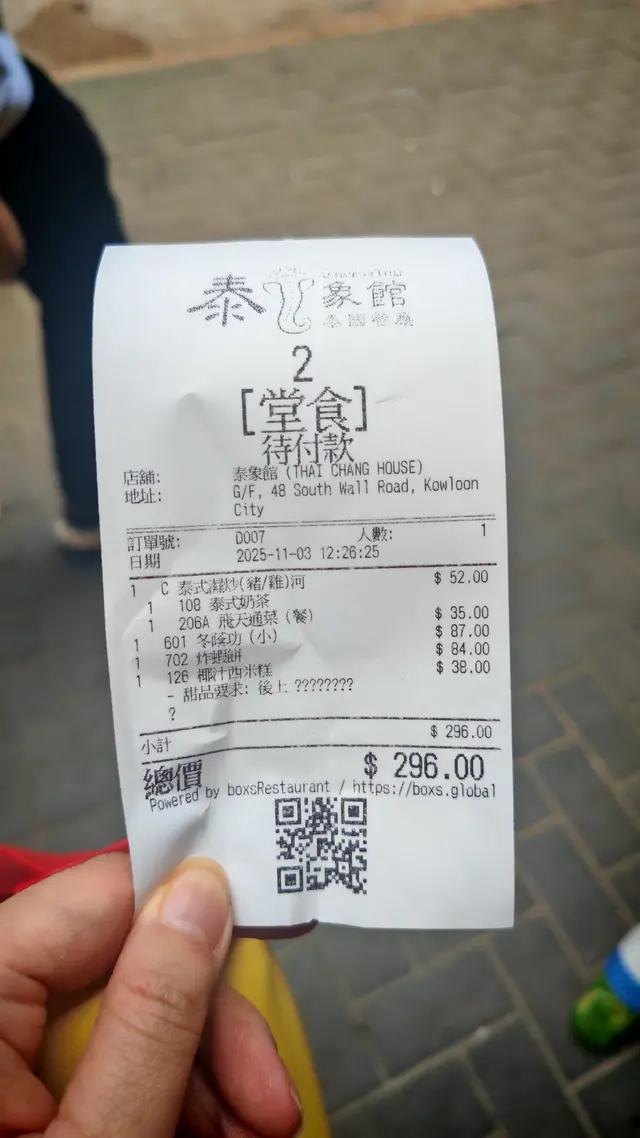 泰 象館
泰國餐廳
2
[堂食]
待付款
店舖: 泰象館 (THAI CHANG HOUSE)
地址: G/F, 48 South Wall Road, Kowloon
City
訂單號: D007 人數: 1
日期 2025-11-03 12:26:25
1 C 泰式濕炒(豬/雞)河 $ 52.00
1 108 泰式奶茶
1 206A 飛天通菜 (餐) $ 35.00
1 601 冬蔭功 (小) $ 87.00
1 702 炸蝦餅 $ 84.00
1 126 椰汁西米糕 $ 38.00
- 甜品要求: 後上 ????????
?
小計 $ 296.00
總價 $ 296.00
Powered by boxsRestaurant / https://boxs.global